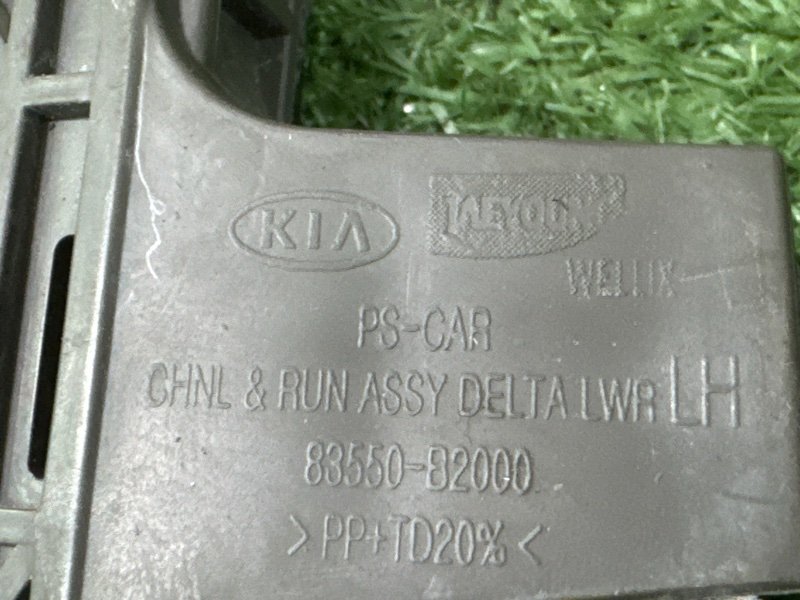 KIA
WELLIX
PS-CAR
CHNL & RUN ASSY DELTA LWR LH
83550-B2000
>PP+TD20%<